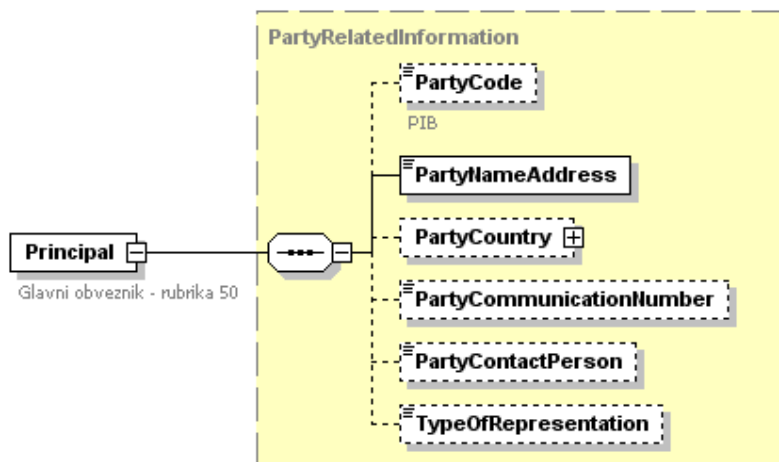 PartyRelatedInformation
PartyCode
PIB
PartyNameAddress
Principal
Glavni obveznik - rubrika 50
PartyCountry
PartyCommunicationNumber
PartyContactPerson
TypeOfRepresentation